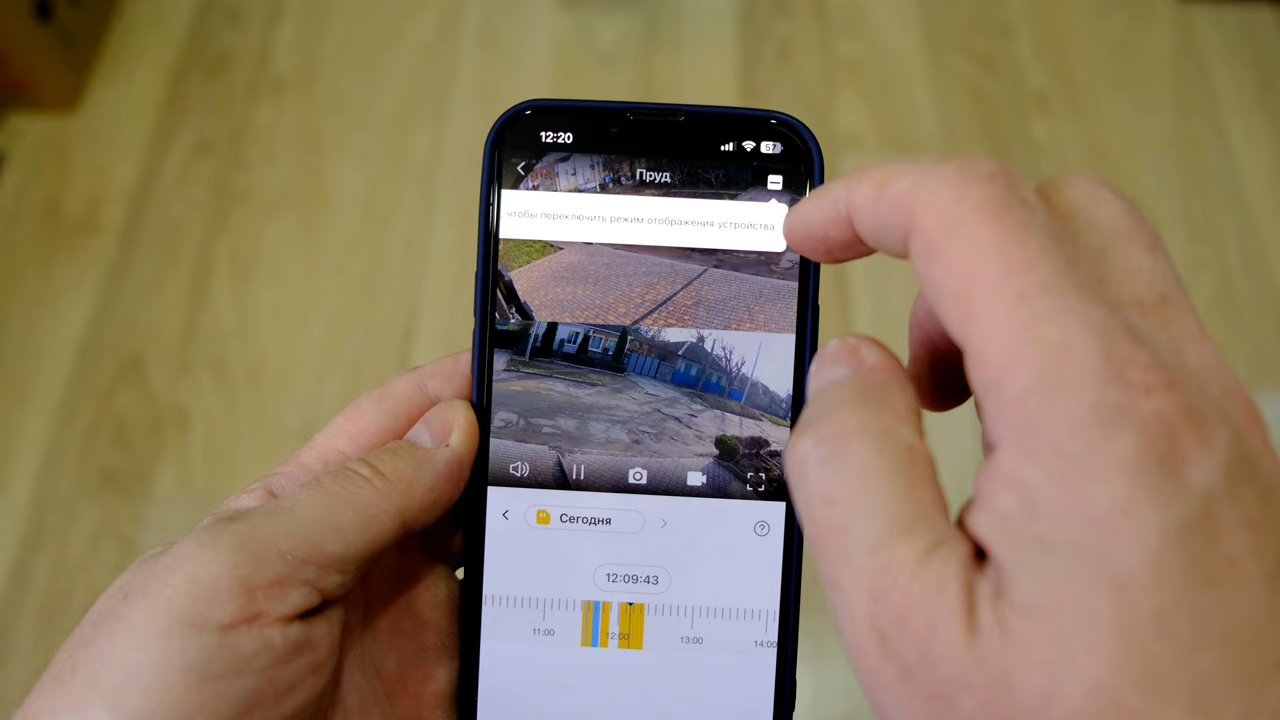 12:20
57
Пруд
чтобы переключить режим отображения устройства
Сегодня
12:09:43
11:00
12:00
13:00
14:00